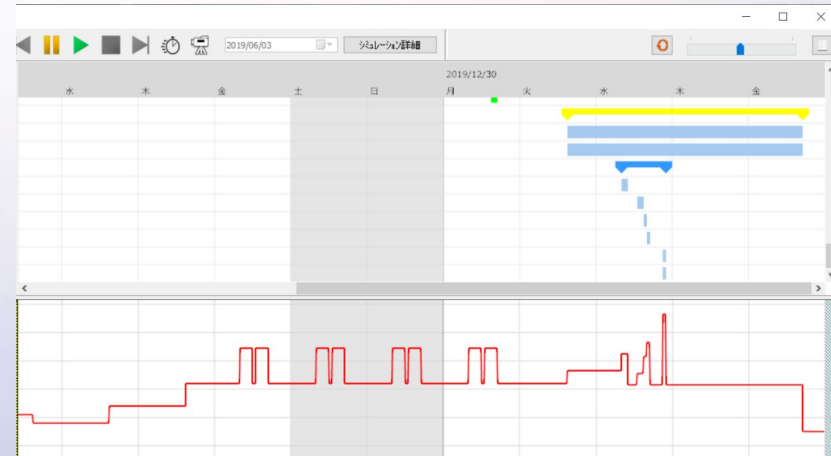 2019/06/03 シミュレーション詳細
2019/12/30
水 木 金 土 日 月 火 水 木 金